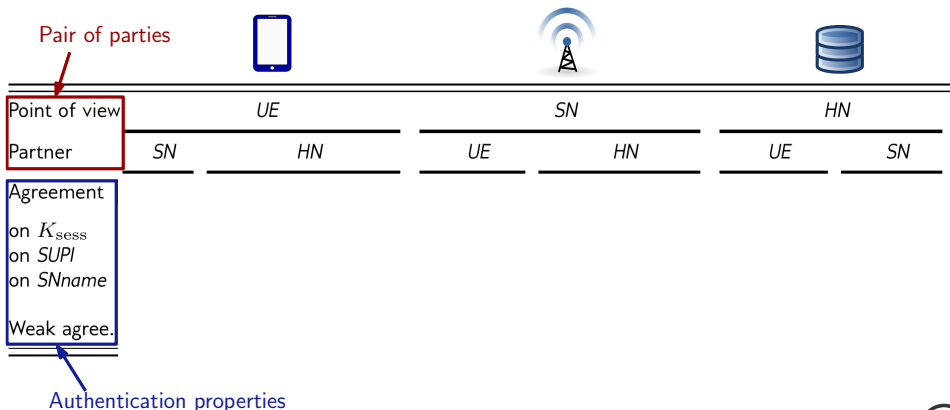 Pair of parties
Point of view UE SN HN
Partner SN HN UE HN UE SN
Agreement
on K_sess
on SUPI
on SNname
Weak agree.
Authentication properties